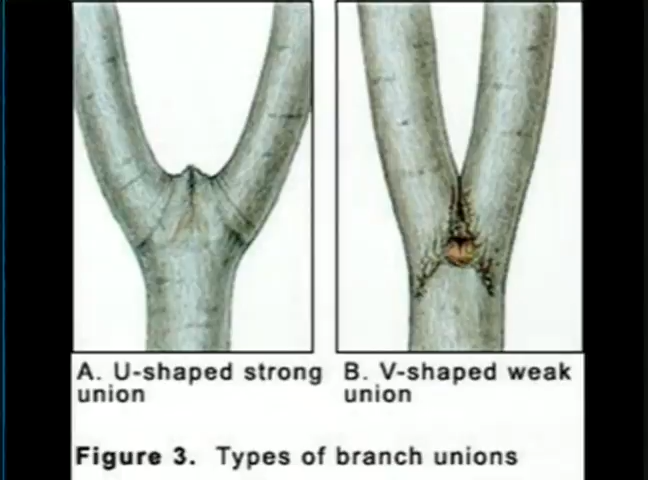 A. U-shaped strong
union
B. V-shaped weak
union
Figure 3. Types of branch unions